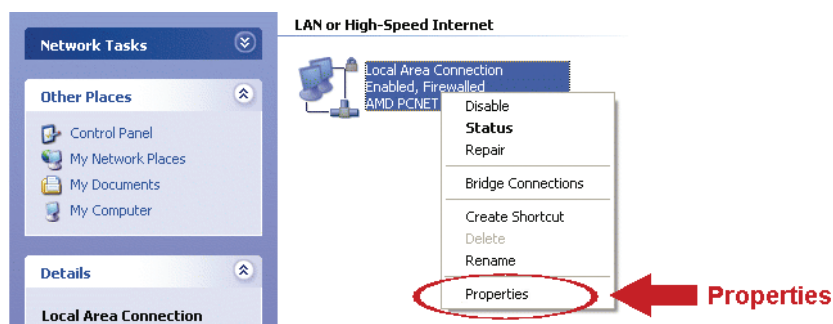 LAN or High-Speed Internet
Network Tasks
Other Places
Control Panel
My Network Places
My Documents
My Computer
Details
Local Area Connection
Local Area Connection
Enabled, Firewalled
AMD PCNET
Disable
Status
Repair
Bridge Connections
Create Shortcut
Delete
Rename
Properties
Properties